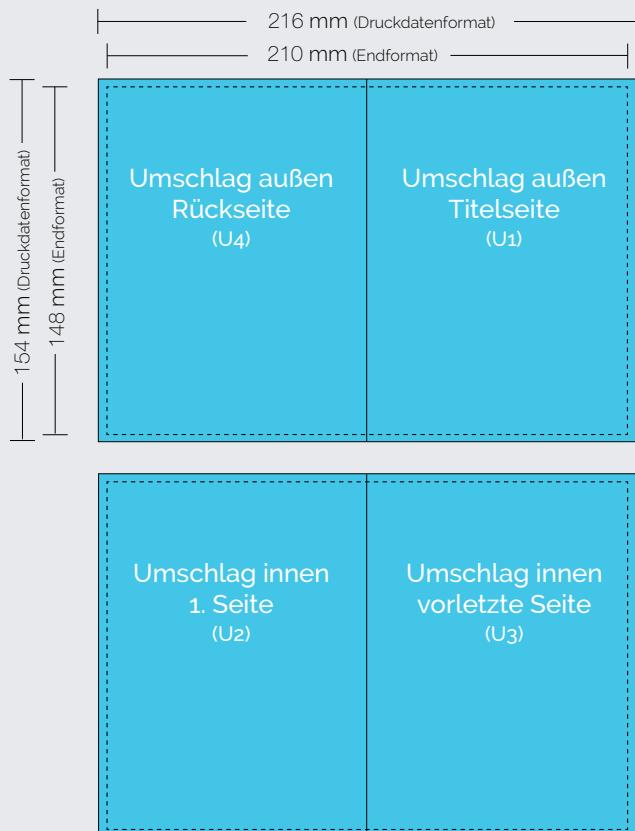 216 mm (Druckdatenformat)
210 mm (Endformat)
154 mm (Druckdatenformat)
148 mm (Endformat)
Umschlag außen
Rückseite
(U4)
Umschlag außen
Titelseite
(U1)
Umschlag innen
1. Seite
(U2)
Umschlag innen
vorletzte Seite
(U3)